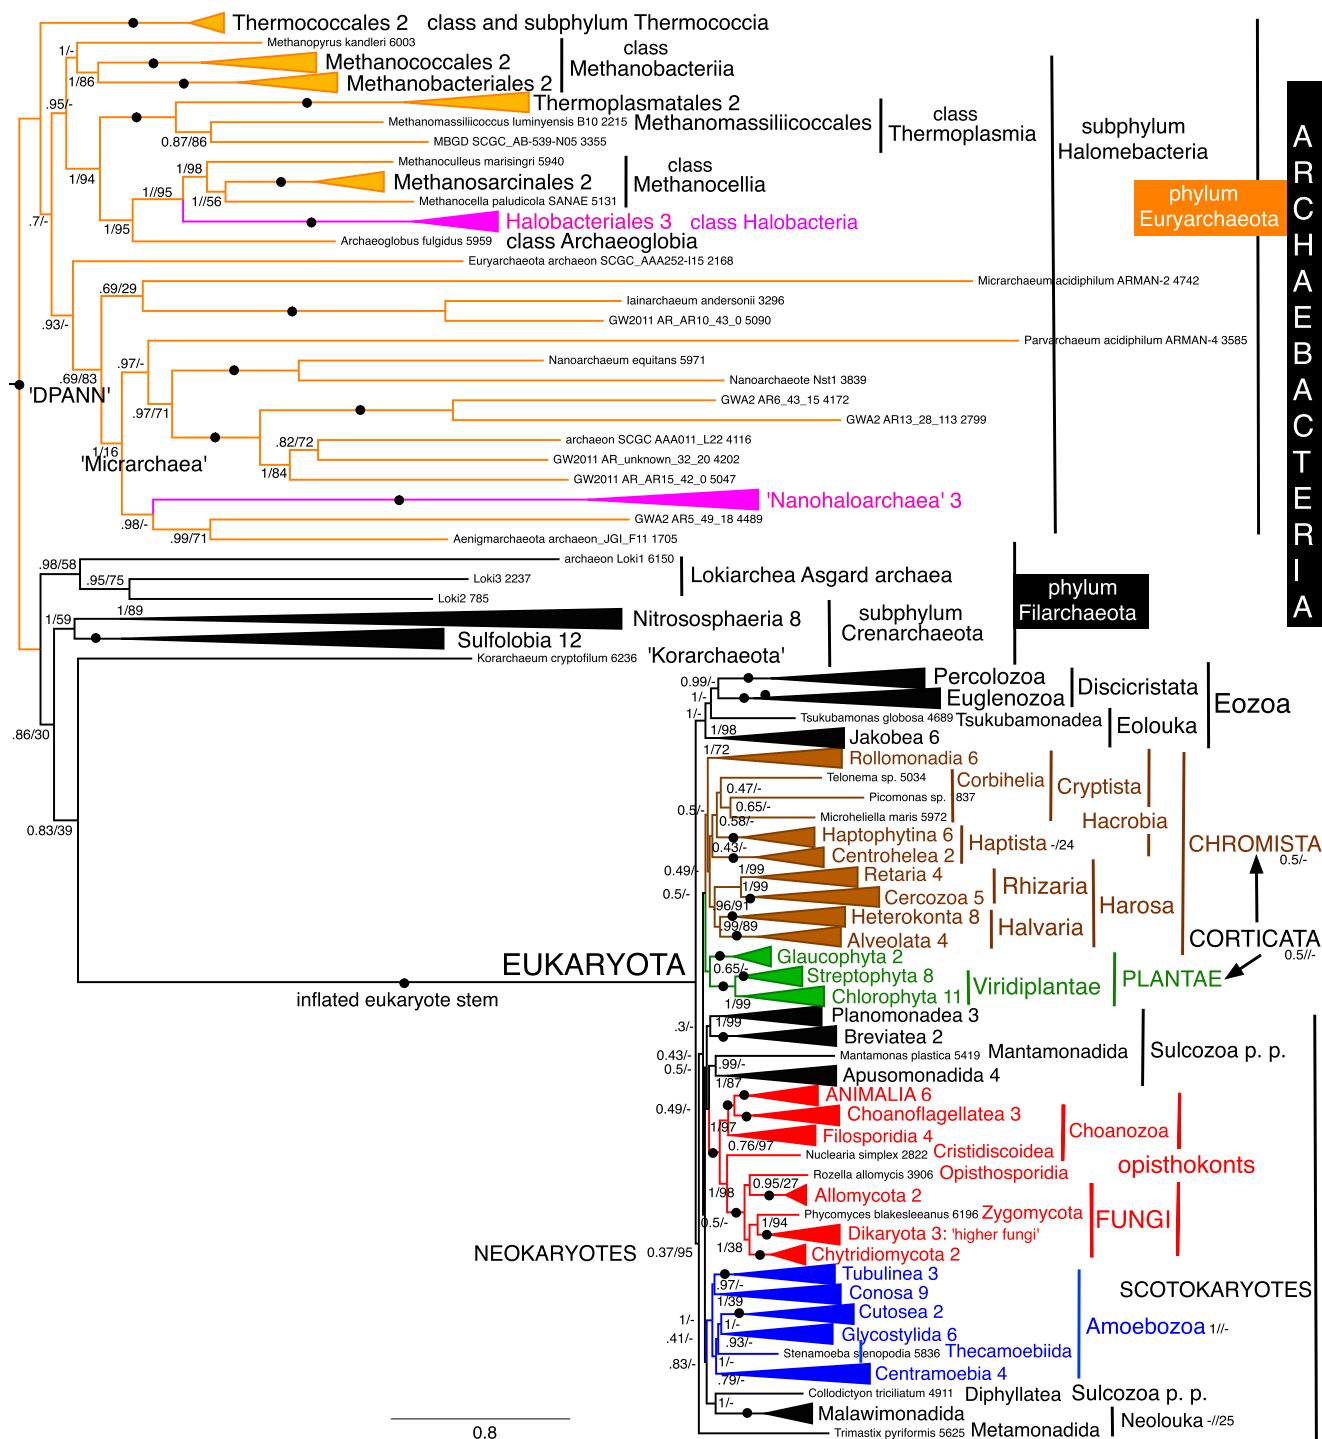 Thermococcales 2 class and subphylum Thermococcia
Methanopyrus kandleri 6003
1/-
class
Methanococcales 2
Methanobacteriia
1/86
Methanobacteriales 2
.95/-
Thermoplasmatales 2
Methanomassiliicoccus luminyensis B10 2215 Methanomassiliicoccales
class
Thermoplasmia
0.87/86
MBGD SCGC_AB-539-N05 3355
subphylum
Halomebacteria
Methanoculleus marisingri 5940
1/98
class
Methanocellia
1/94
Methanosarcinales 2
1//95
1//56
Methanocella paludicola SANAE 5131
phylum
Euryarchaeota
.7/-
Halobacteriales 3 class Halobacteria
1/95
Archaeoglobus fulgidus 5959 class Archaeoglobia
ARCHAEBACTERIA
Euryarchaeota archaeon SCGC_AAA252-I15 2168
.69/29
Micrarchaeum acidiphilum ARMAN-2 4742
Iainarchaeum andersonii 3296
.93/-
GW2011 AR_AR10_43_0 5090
Parvarchaeum acidiphilum ARMAN-4 3585
.97/-
Nanoarchaeum equitans 5971
.69/83
Nanoarchaeote Nst1 3839
'DPANN'
GWA2 AR6_43_15 4172
.97/71
GWA2 AR13_28_113 2799
.82/72
archaeon SCGC AAA011_L22 4116
1/16
'Micrarchaea'
GW2011 AR_unknown_32_20 4202
1/84
GW2011 AR_AR15_42_0 5047
'Nanohaloarchaea' 3
.98/-
GWA2 AR5_49_18 4489
.99/71
Aenigmarchaeota archaeon_JGI_F11 1705
.98/58
archaeon Loki1 6150
.95/75
Loki3 2237
Lokiarchea Asgard archaea
Loki2 785
phylum
Filarchaeota
1/89
1/59
Nitrososphaeria 8
subphylum
Crenarchaeota
Sulfolobia 12
Korarchaeum cryptofilum 6236 'Korarchaeota'
0.99/-
Percolozoa
1/-
Euglenozoa
Discicristata
Eozoa
1/-
Tsukubamonas globosa 4689 Tsukubamonadea
Eolouka
1/98
Jakobea 6
.86/30
1/72
Rollomonadia 6
Telonema sp. 5034
Corbihelia
Cryptista
0.47/-
Picomonas sp. 837
0.65/-
0.5/-
Microheliella maris 5972
0.58/-
Hacrobia
0.83/39
Haptophytina 6
Haptista -/24
CHROMISTA
0.5/-
0.43/-
Centrohelea 2
0.49/-
1/99
Retaria 4
Rhizaria
1/99
0.5/-
Cercozoa 5
Harosa
.96/91
Heterokonta 8
Halvaria
.99/89
Alveolata 4
CORTICATA
0.5//-
EUKARYOTA
Glaucophyta 2
0.65/-
Streptophyta 8
Viridiplantae
PLANTAE
inflated eukaryote stem
Chlorophyta 11
1/99
Planomonadea 3
1/99
.3/-
Breviatea 2
0.43/-
Mantamonas plastica 5419 Mantamonadida
Sulcozoa p. p.
0.5/-
.99/-
Apusomonadida 4
1/87
ANIMALIA 6
0.49/-
Choanoflagellatea 3
1/97
Filosporidia 4
Choanozoa
0.76/97
Nuclearia simplex 2822 Cristidiscoidea
opisthokonts
Rozella allomycis 3906 Opisthosporidia
0.95/27
1/98
Allomycota 2
Phycomyces blakesleeanus 6196 Zygomycota
FUNGI
0.5/-
1/94
Dikaryota 3: 'higher fungi'
1/38
NEOKARYOTES 0.37/95
Chytridiomycota 2
Tubulinea 3
.97/-
Conosa 9
SCOTOKARYOTES
1/39
Cutosea 2
1/-
1/-
Glycostylida 6
Amoebozoa 1//-
.41/-
.93/-
Stenamoeba stenopodia 5836 Thecamoebiida
.83/-
1/-
Centramoebia 4
.79/-
Collodictyon triciliatum 4911 Diphyllatea Sulcozoa p. p.
1/-
Malawimonadida
Neolouka -//25
0.8
Trimastix pyriformis 5625 Metamonadida